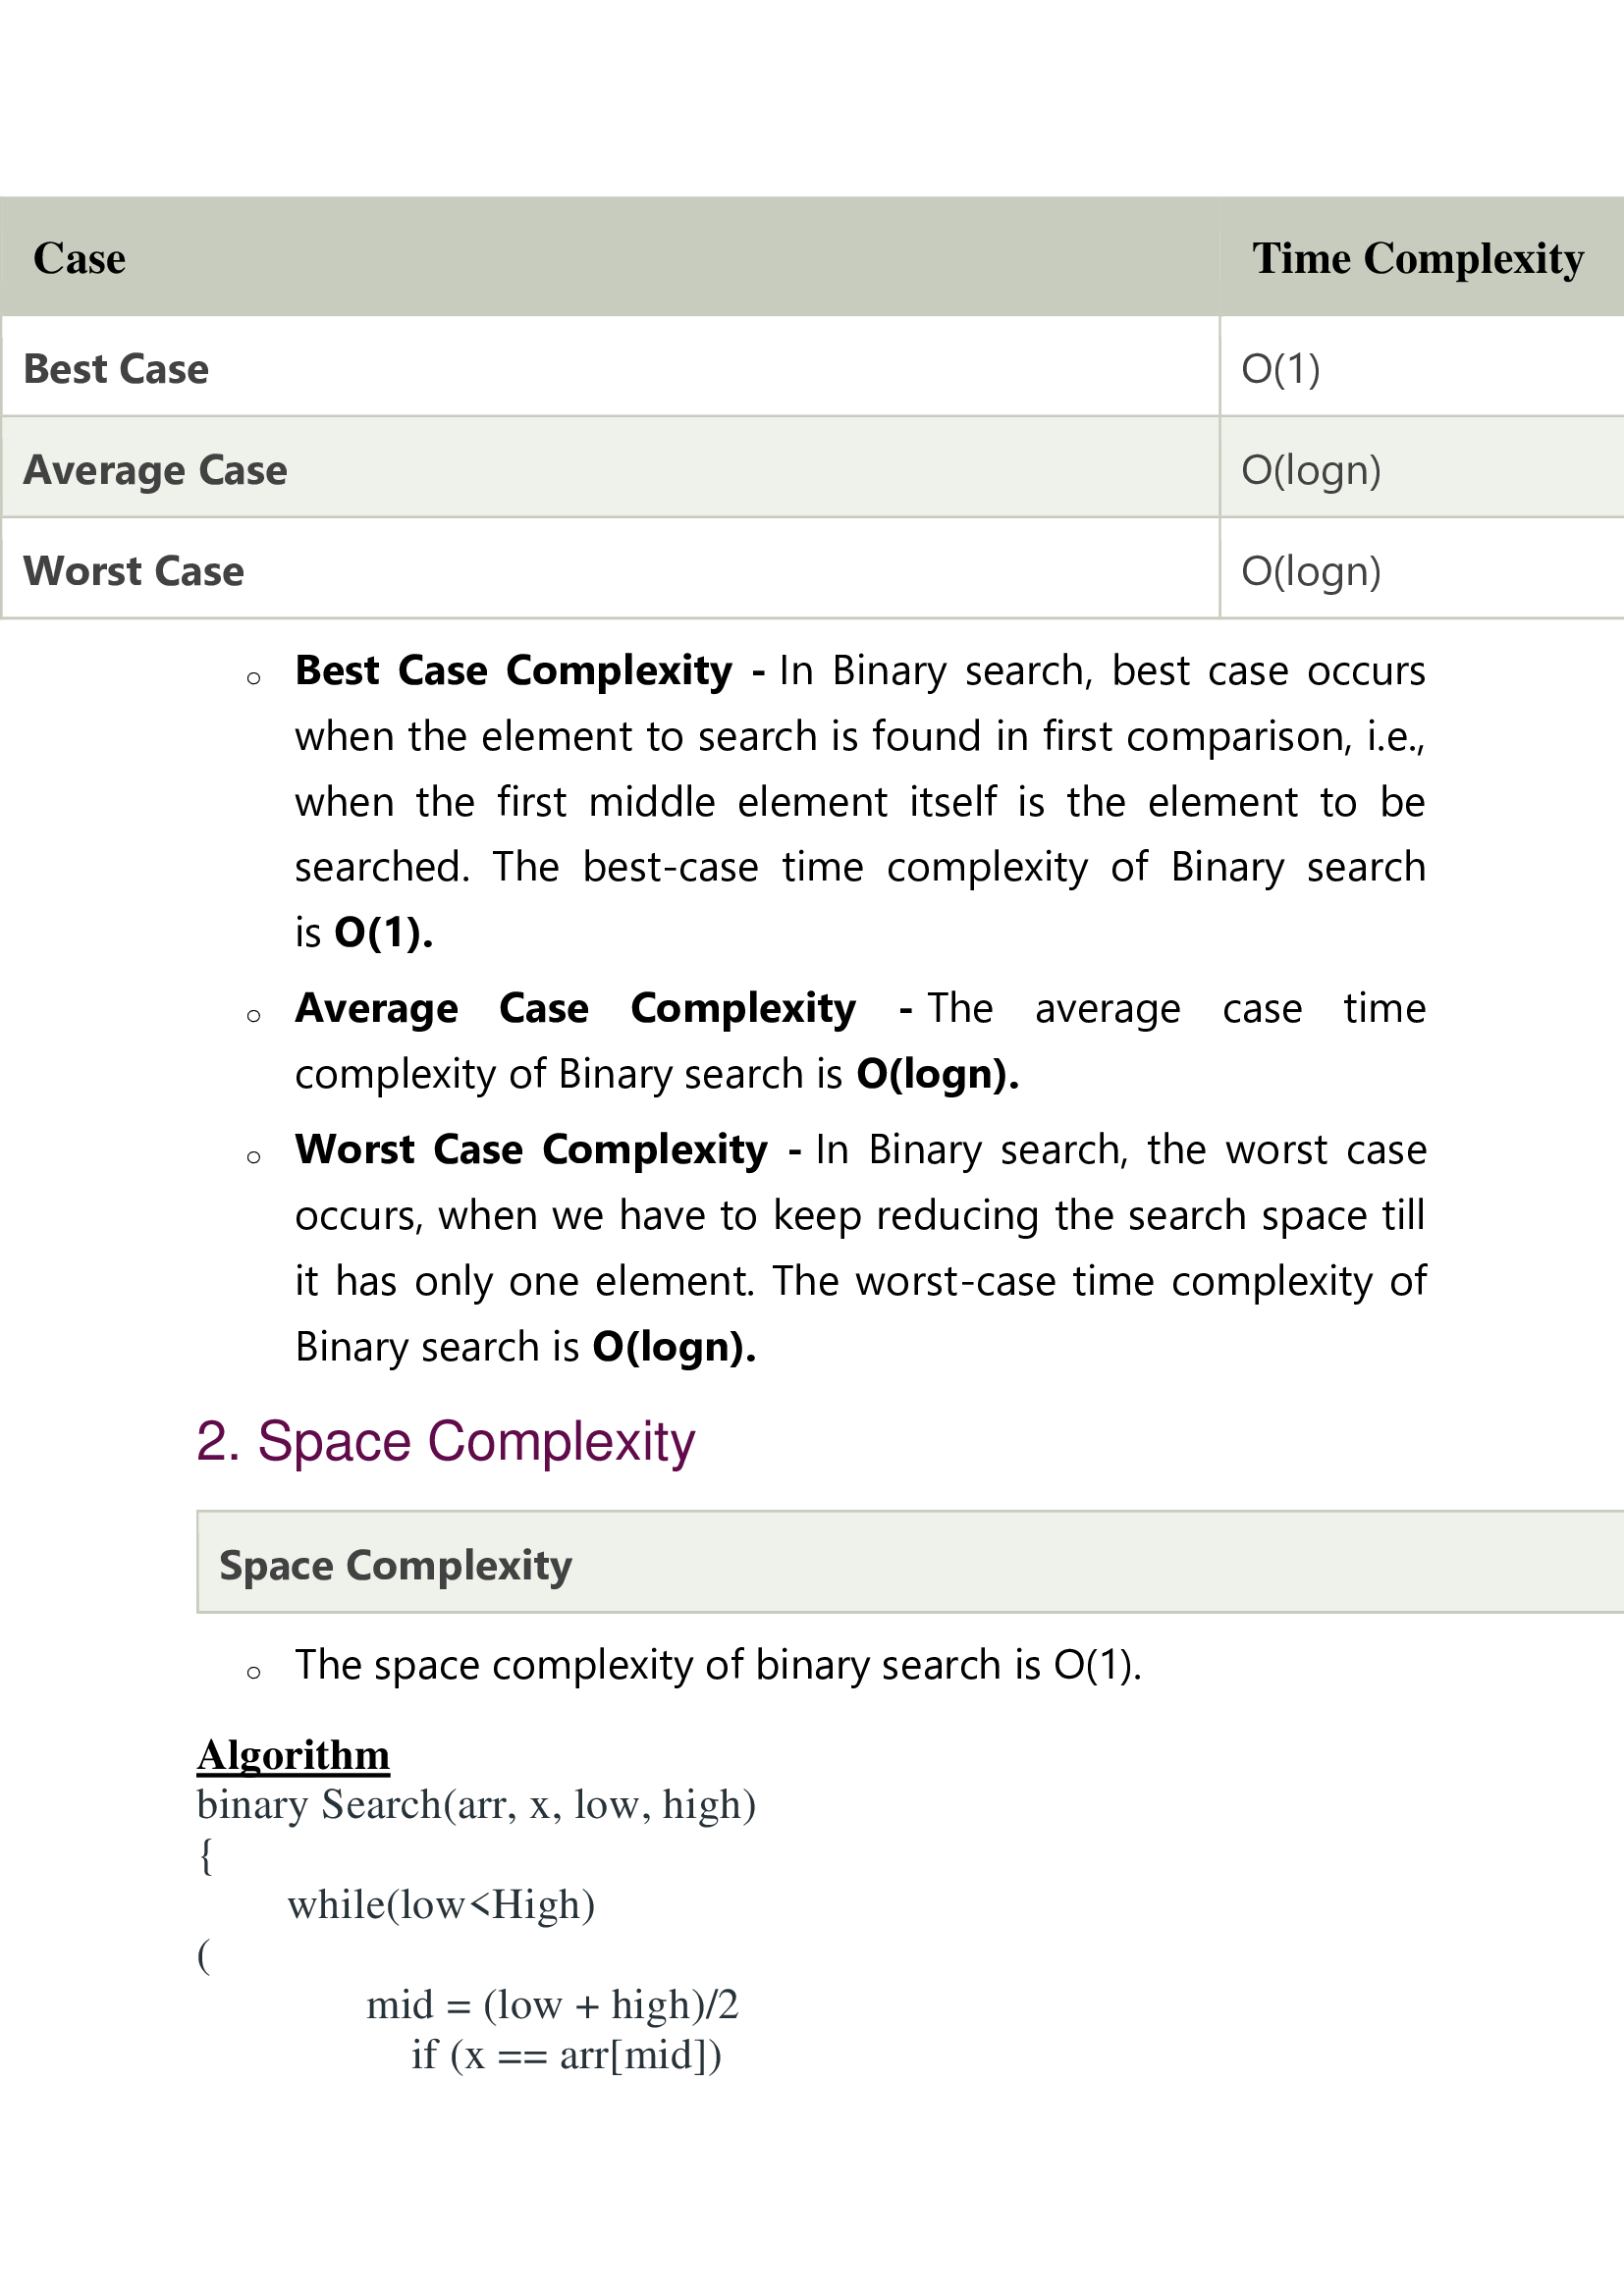 Case Time Complexity
Best Case O(1)
Average Case O(logn)
Worst Case O(logn)
○ Best Case Complexity - In Binary search, best case occurs
when the element to search is found in first comparison, i.e.,
when the first middle element itself is the element to be
searched. The best-case time complexity of Binary search
is O(1).
○ Average Case Complexity - The average case time
complexity of Binary search is O(logn).
○ Worst Case Complexity - In Binary search, the worst case
occurs, when we have to keep reducing the search space till
it has only one element. The worst-case time complexity of
Binary search is O(logn).
2. Space Complexity
Space Complexity
○ The space complexity of binary search is O(1).
Algorithm
binary Search(arr, x, low, high)
{
while(low<High)
(
mid = (low + high)/2
if (x == arr[mid])